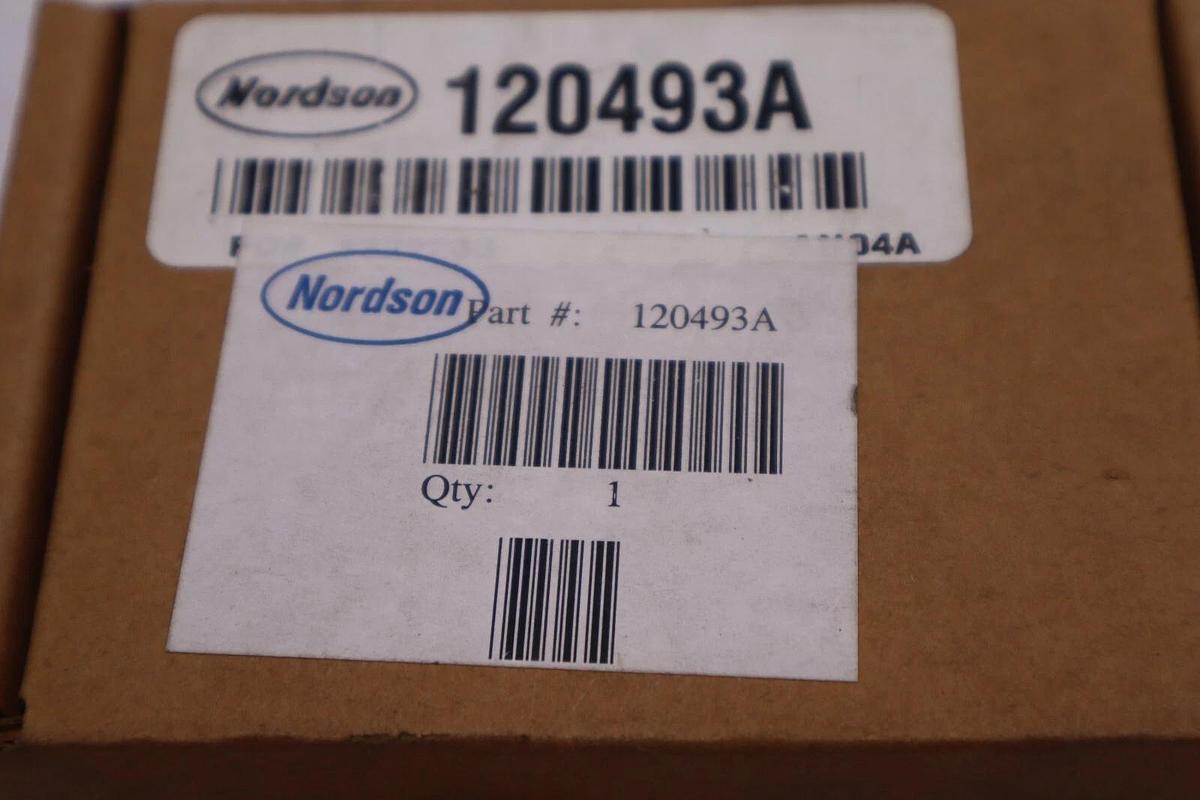 Nordson 120493A
Nordson Part #: 120493A
Qty: 1